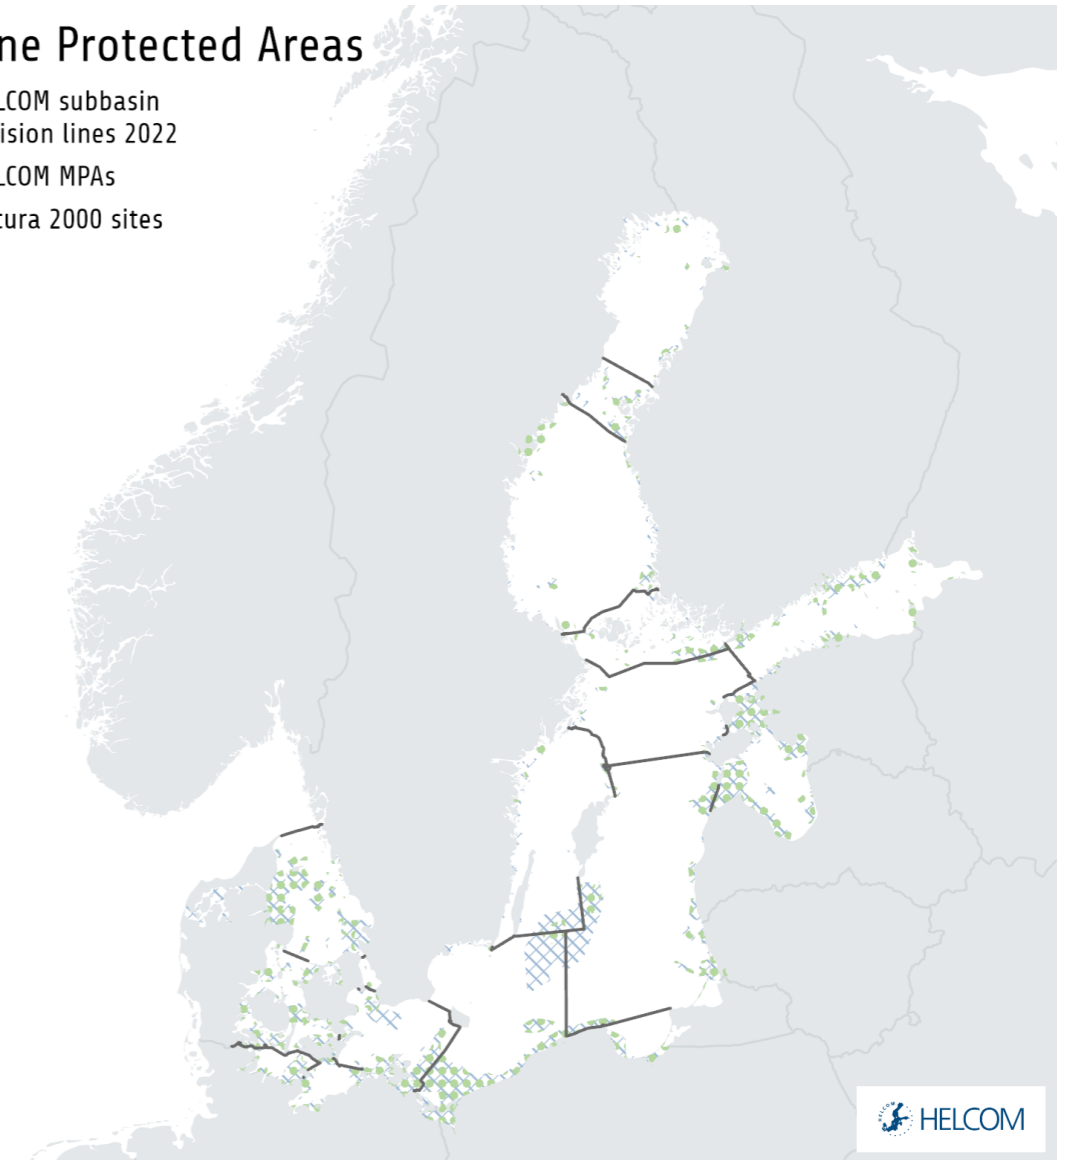 ne Protected Areas
LCOM subbasin
ision lines 2022
LCOM MPAs
tura 2000 sites
HELCOM